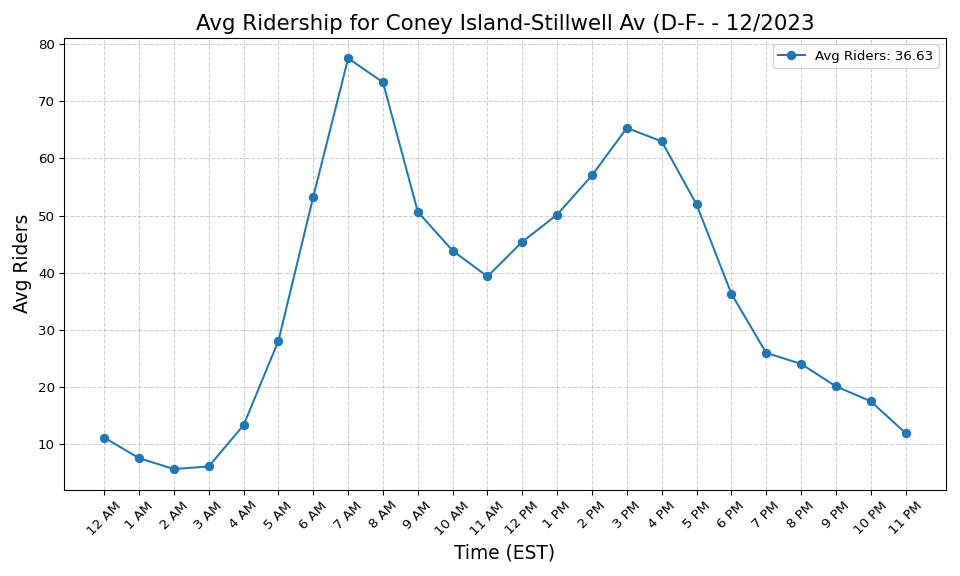 Avg Ridership for Coney Island-Stillwell Av (D-F- - 12/2023
Avg Riders: 36.63
80
70
60
50
40
30
20
10
Avg Riders
12 AM
1 AM
2 AM
3 AM
4 AM
5 AM
6 AM
7 AM
8 AM
9 AM
10 AM
11 AM
12 PM
1 PM
2 PM
3 PM
4 PM
5 PM
6 PM
7 PM
8 PM
9 PM
10 PM
11 PM
Time (EST)